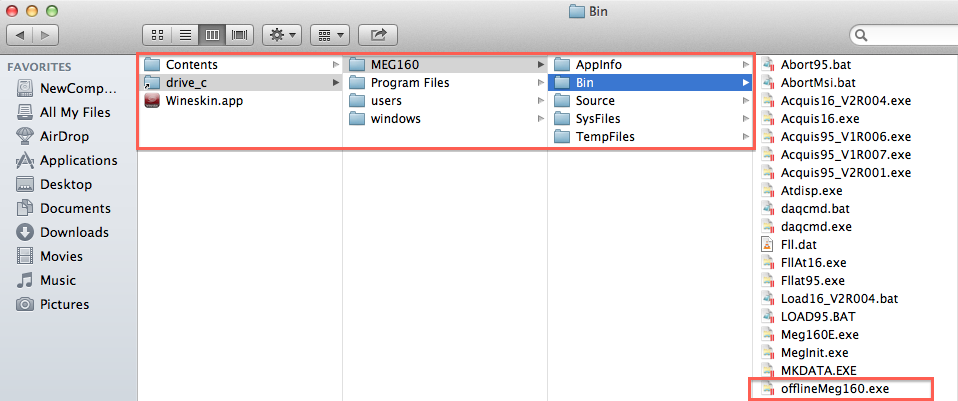 Bin
FAVORITES
NewComp...
All My Files
AirDrop
Applications
Desktop
Documents
Downloads
Movies
Music
Pictures
Contents
drive_c
Wineskin.app
MEG160
Program Files
users
windows
AppInfo
Bin
Source
SysFiles
TempFiles
Abort95.bat
AbortMsi.bat
Acquis16_V2R004.exe
Acquis16.exe
Acquis95_V1R006.exe
Acquis95_V1R007.exe
Acquis95_V2R001.exe
Atdisp.exe
daqcmd.bat
daqcmd.exe
Fll.dat
FllAt16.exe
Fllat95.exe
Load16_V2R004.bat
LOAD95.BAT
Meg160E.exe
MegInit.exe
MKDATA.EXE
offlineMeg160.exe